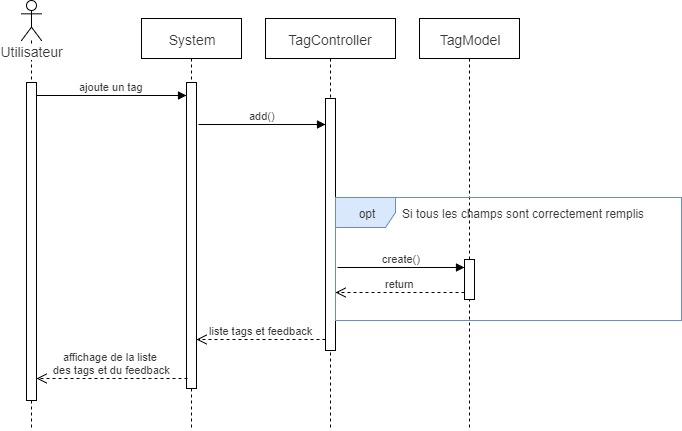 Utilisateur
System
TagController
TagModel
ajoute un tag
add()
opt
Si tous les champs sont correctement remplis
create()
return
liste tags et feedback
affichage de la liste
des tags et du feedback